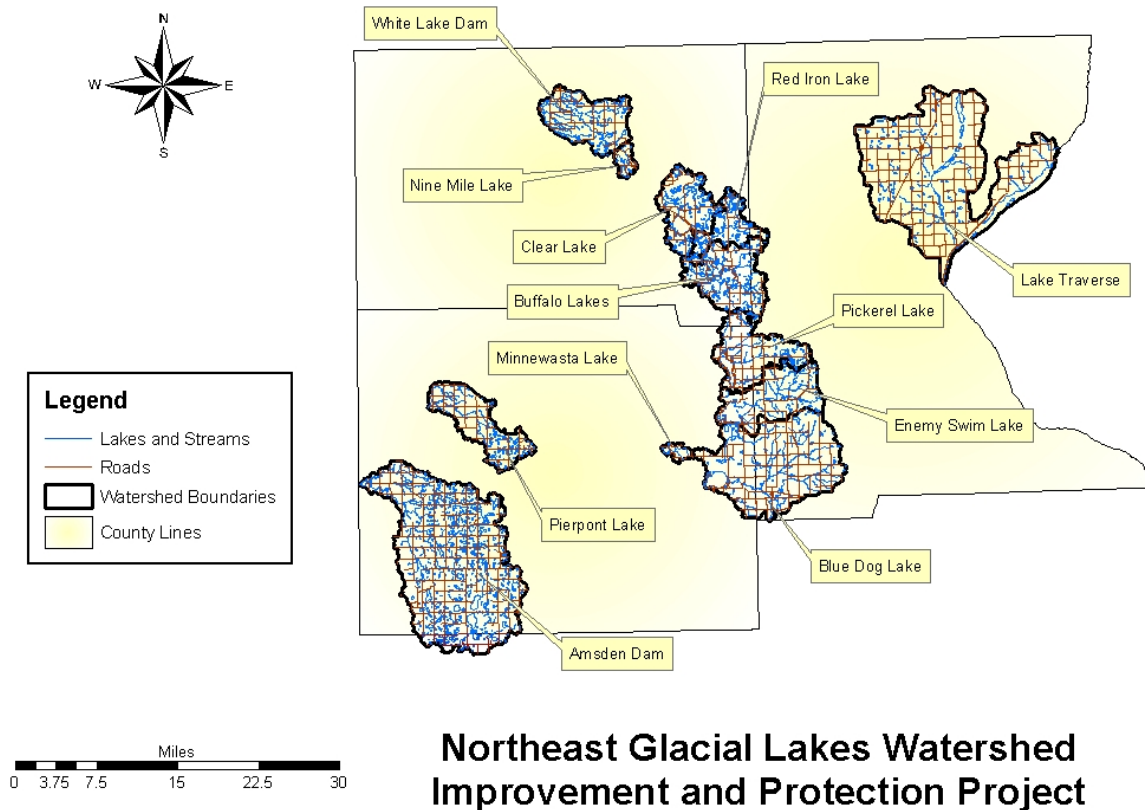 N
W
E
S
White Lake Dam
Red Iron Lake
Nine Mile Lake
Clear Lake
Lake Traverse
Buffalo Lakes
Pickerel Lake
Minnewasta Lake
Enemy Swim Lake
Pierpont Lake
Blue Dog Lake
Amsden Dam
Legend
Lakes and Streams
Roads
Watershed Boundaries
County Lines
Miles
0 3.75 7.5 15 22.5 30
Northeast Glacial Lakes Watershed
Improvement and Protection Project